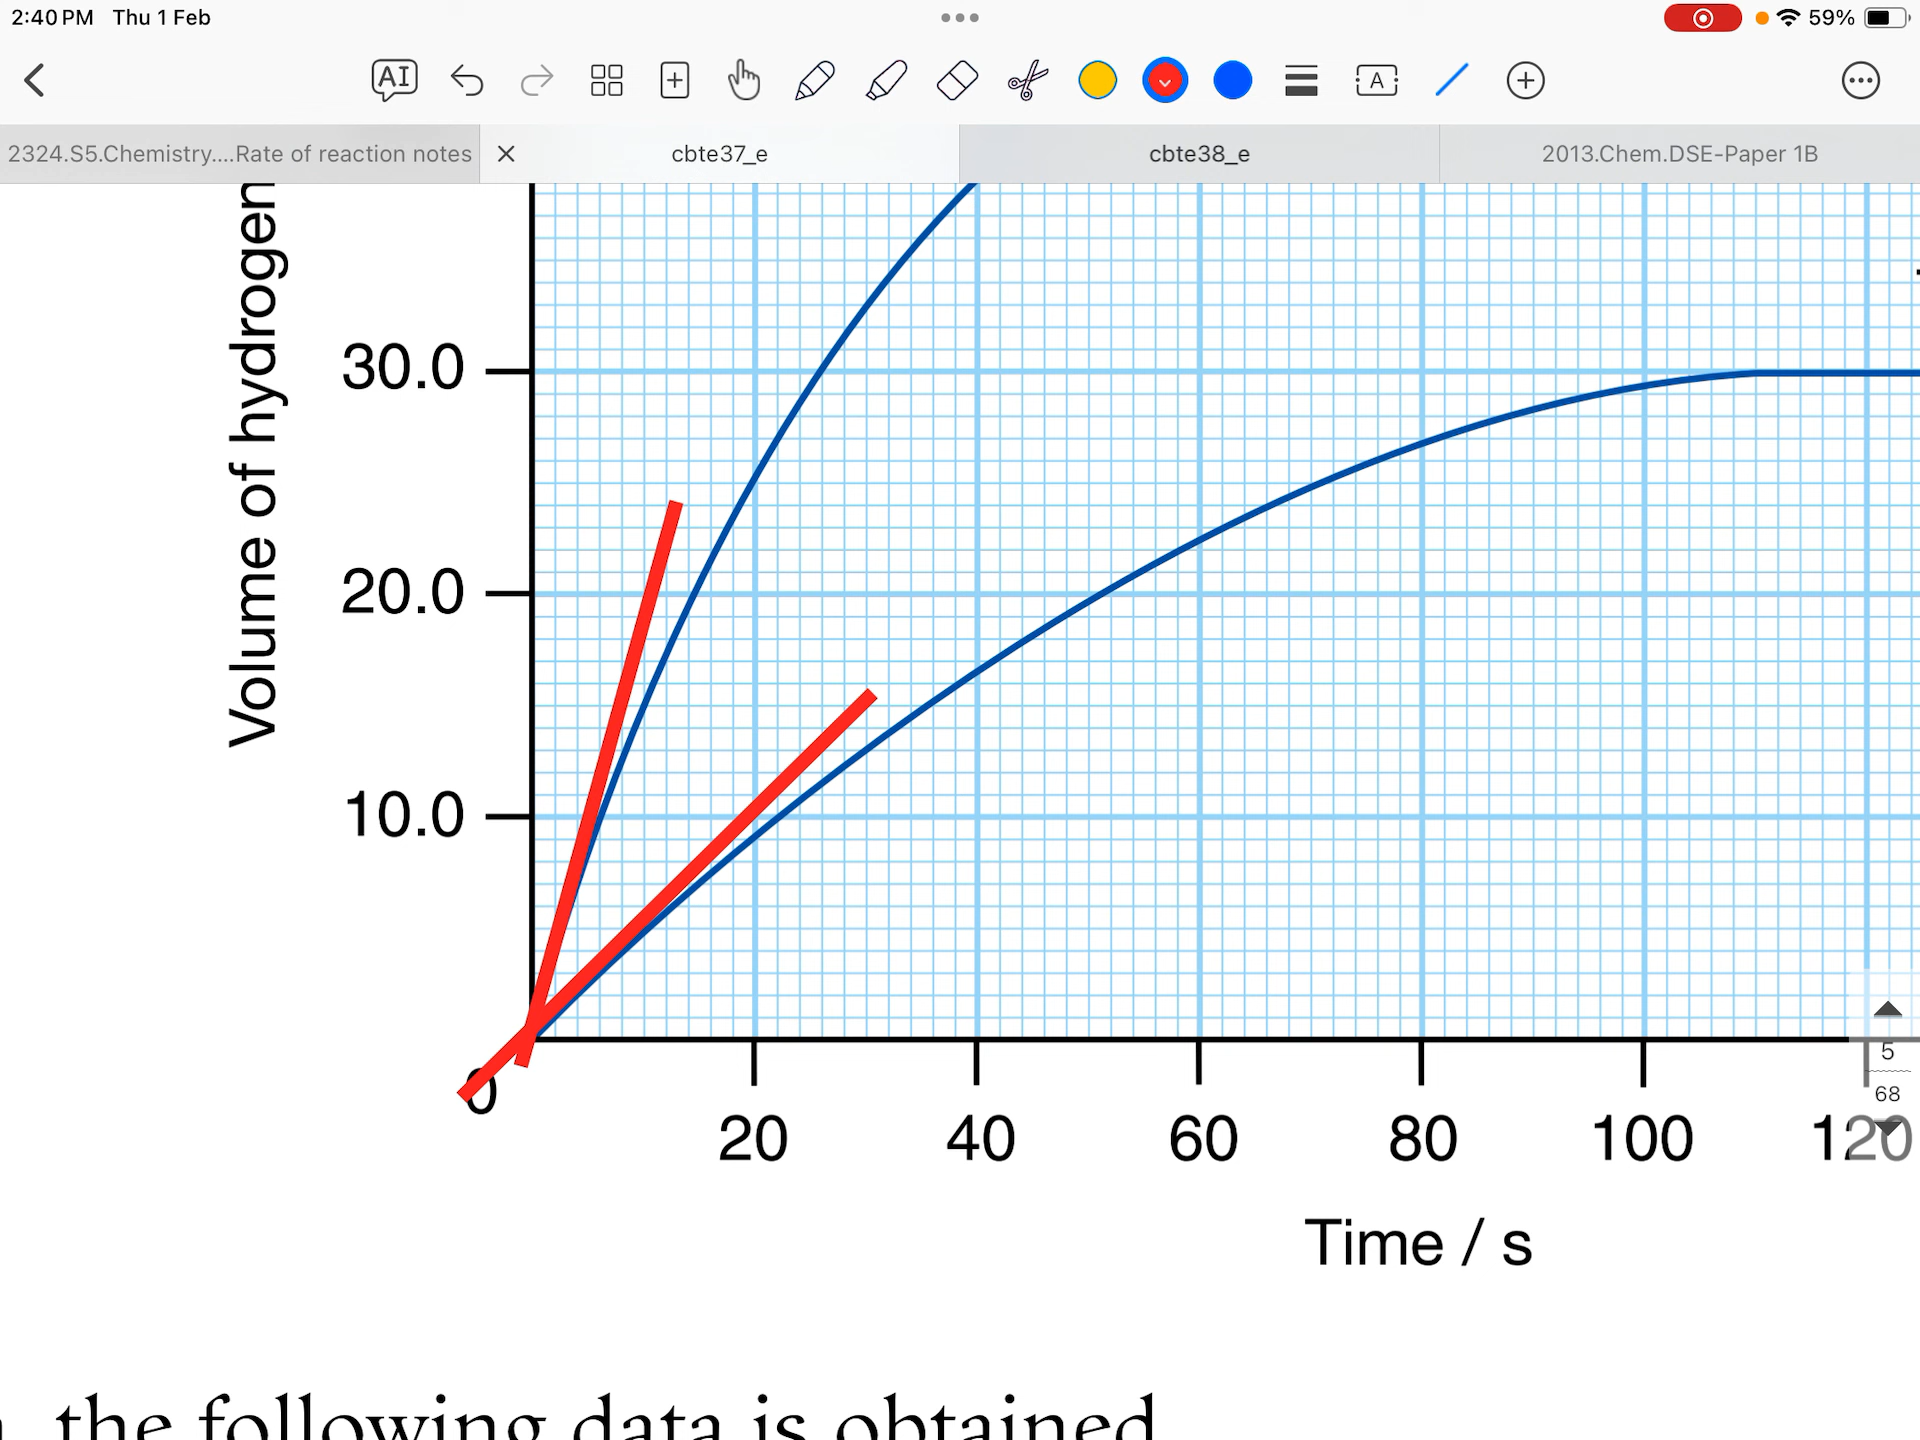 2:40 PM Thu 1 Feb
59%
AI
A
2324.S5.Chemistry....Rate of reaction notes
cbte37_e
cbte38_e
2013.Chem.DSE-Paper 1B
Volume of hydrogen
30.0
20.0
10.0
0
20
40
60
80
100
120
5
68
Time / s
the following data is obtained